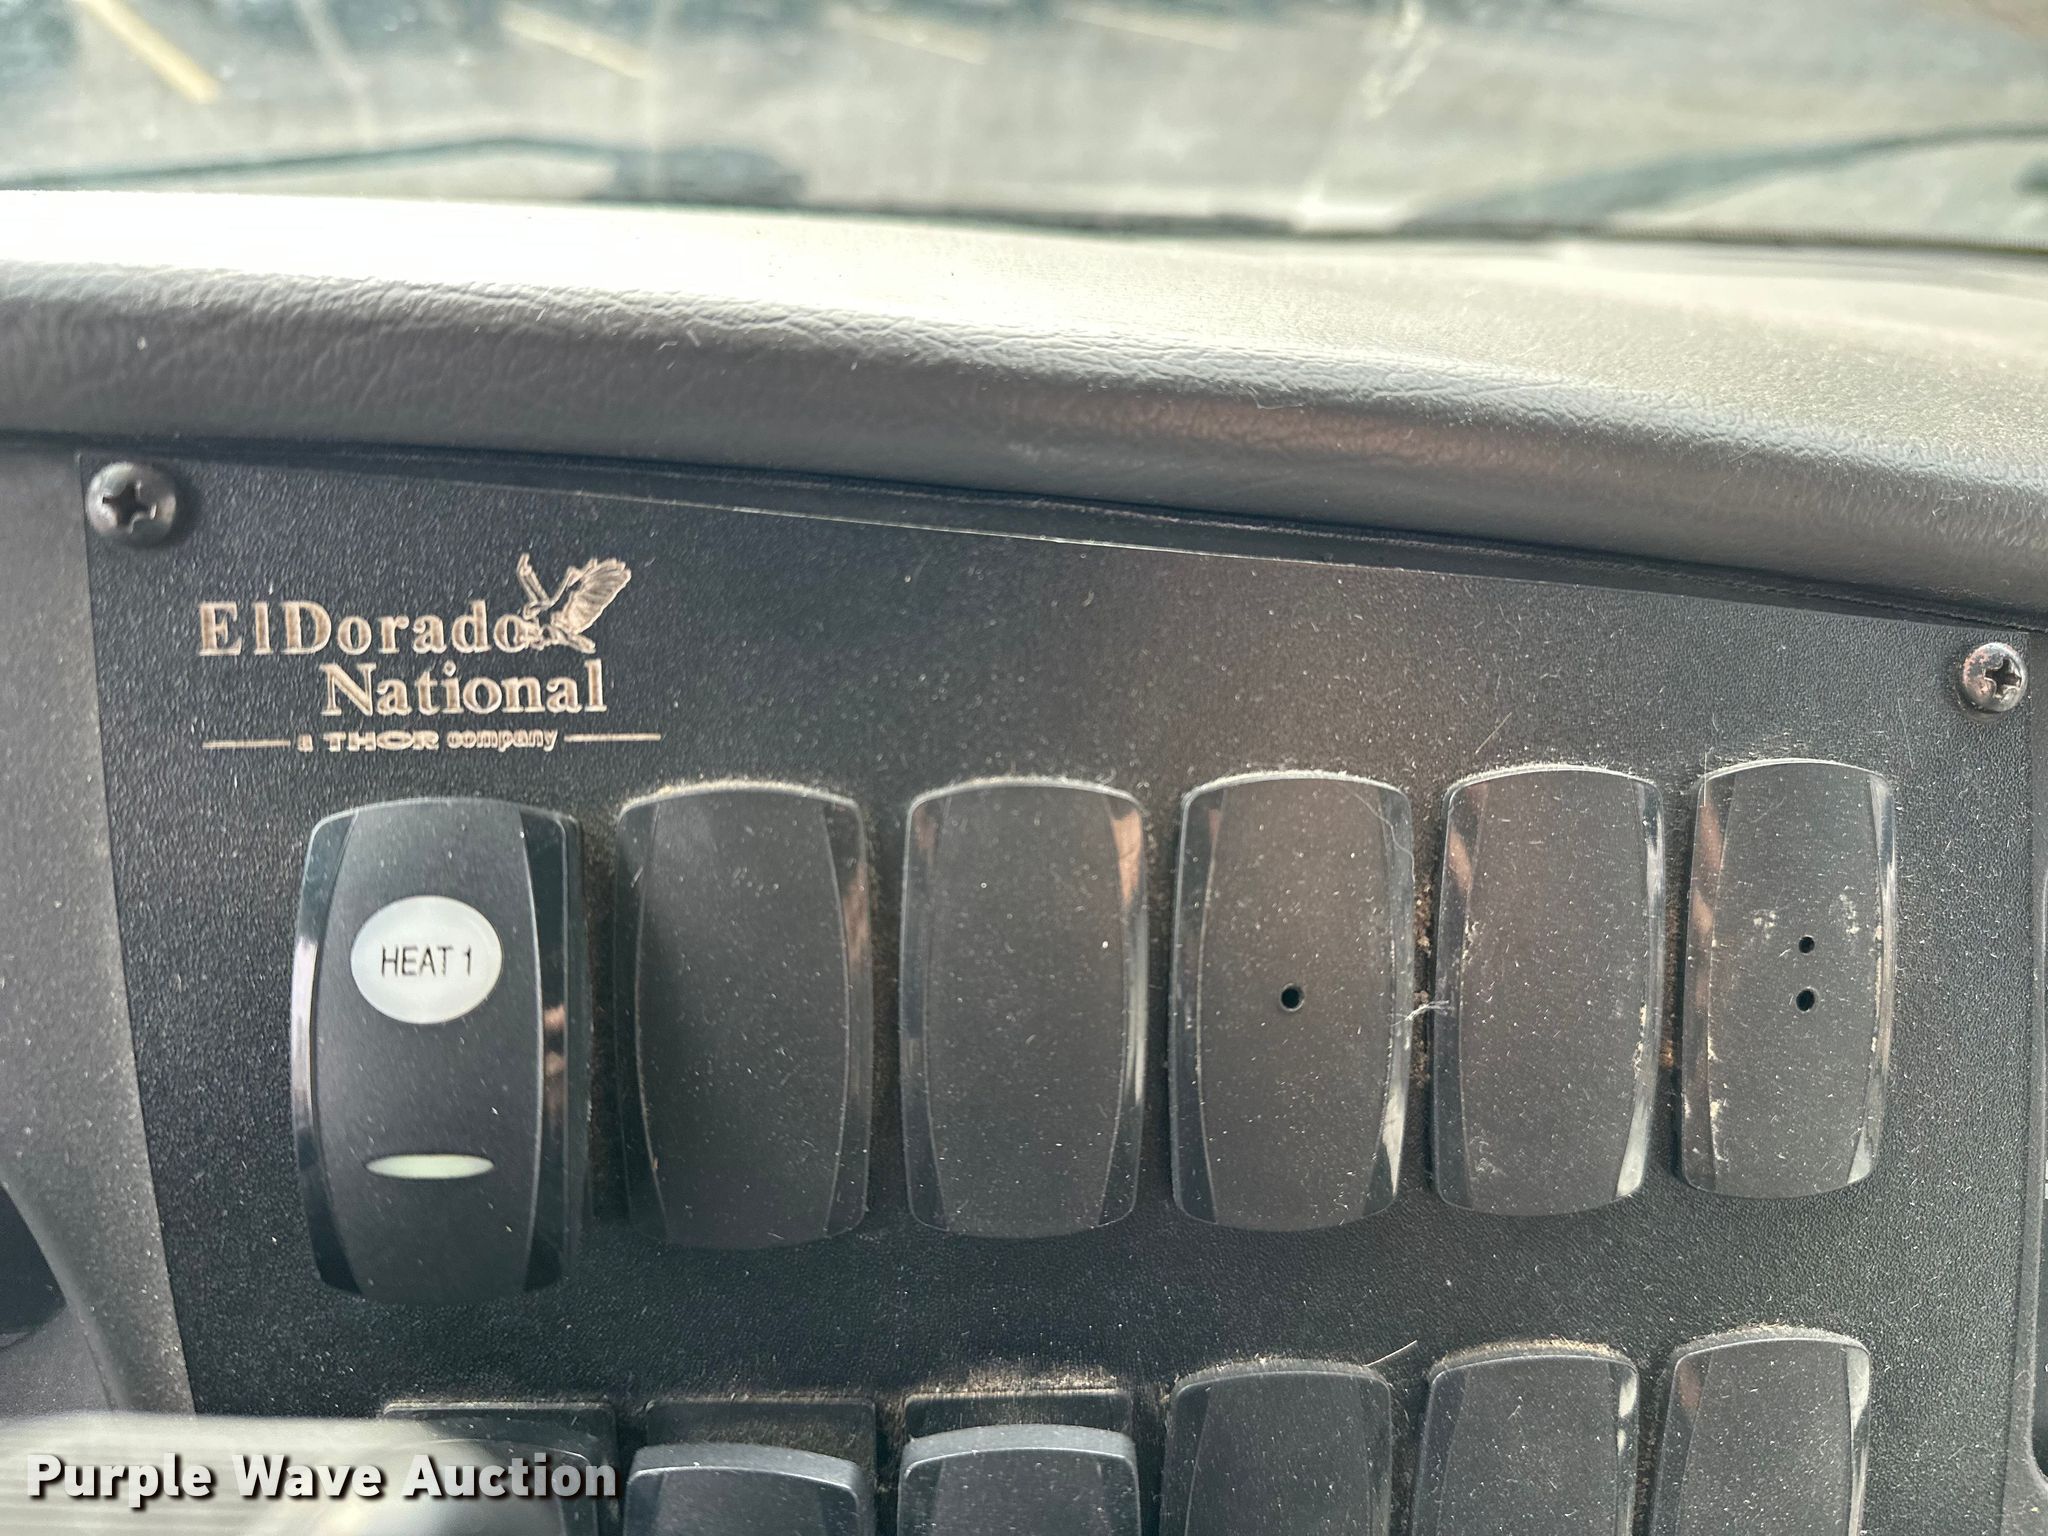 ElDorado
National
a THOR company
HEAT 1
Purple Wave Auction